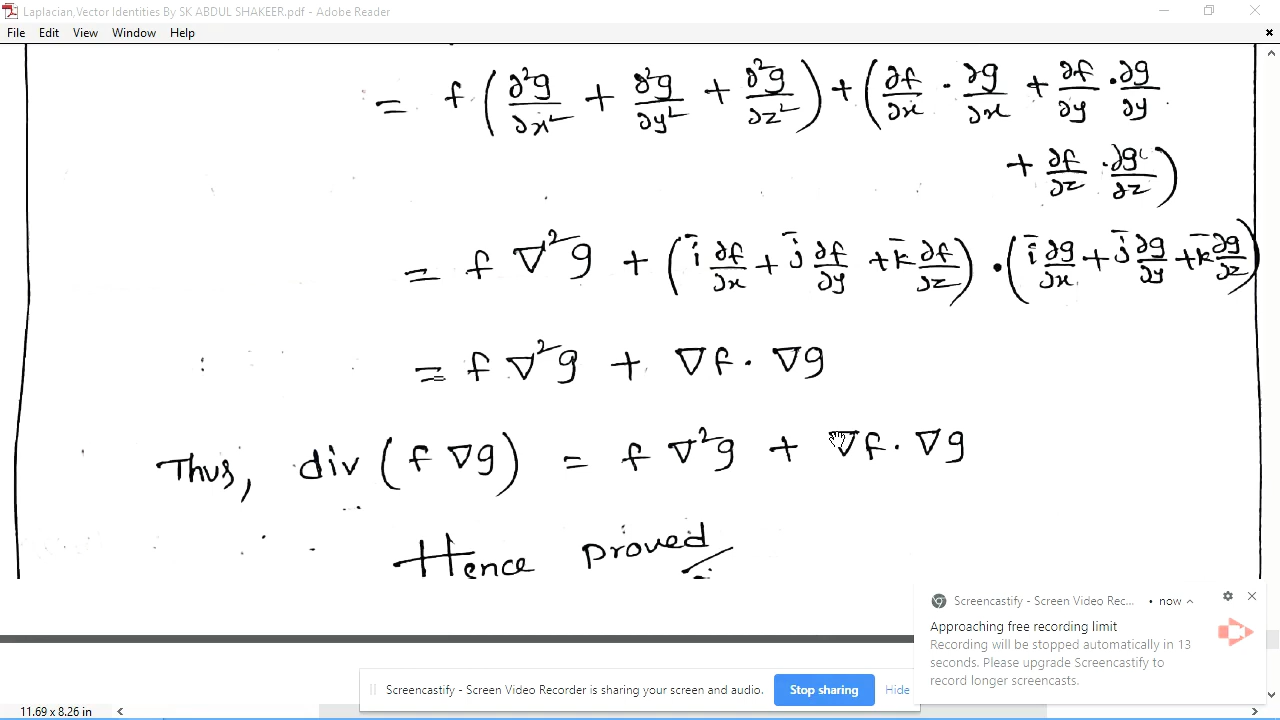 Laplacian,Vector Identities By SK ABDUL SHAKEER.pdf - Adobe Reader
File Edit View Window Help
= f (∂²g/∂x² + ∂²g/∂y² + ∂²g/∂z²) + (∂f/∂x · ∂g/∂x + ∂f/∂y · ∂g/∂y
+ ∂f/∂z · ∂g/∂z)
= f ∇²g + (i̅ ∂f/∂x + j̅ ∂f/∂y + k̅ ∂f/∂z) · (i̅ ∂g/∂x + j̅ ∂g/∂y + k̅ ∂g/∂z)
= f ∇²g + ∇f · ∇g
Thus, div (f ∇g) = f ∇²g + ∇f · ∇g
Hence proved
Screencastify - Screen Video Rec... • now
Approaching free recording limit
Recording will be stopped automatically in 13
seconds. Please upgrade Screencastify to
record longer screencasts.
Screencastify - Screen Video Recorder is sharing your screen and audio. Stop sharing Hide
11.69 x 8.26 in